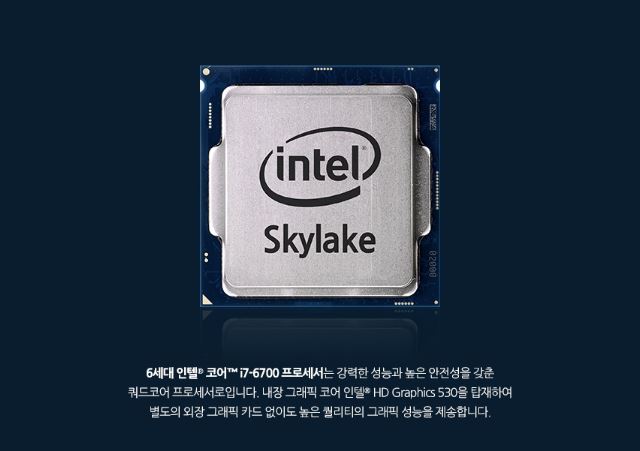 intel®
Skylake
6세대 인텔® 코어™ i7-6700 프로세서는 강력한 성능과 높은 안전성을 갖춘
쿼드코어 프로세서로입니다. 내장 그래픽 코어 인텔® HD Graphics 530을 탑재하여
별도의 외장 그래픽 카드 없이도 높은 퀄리티의 그래픽 성능을 제송합니다.